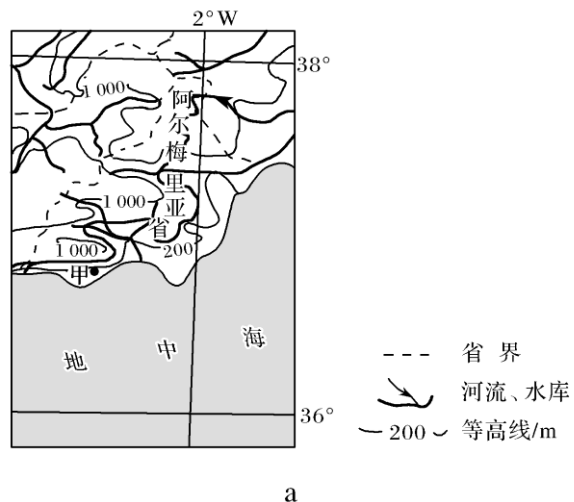 2° W
38°
1 000
阿尔梅里亚省
1 000
200
1 000
甲
地中海
36°
省界
河流、水库
200 等高线/m
a